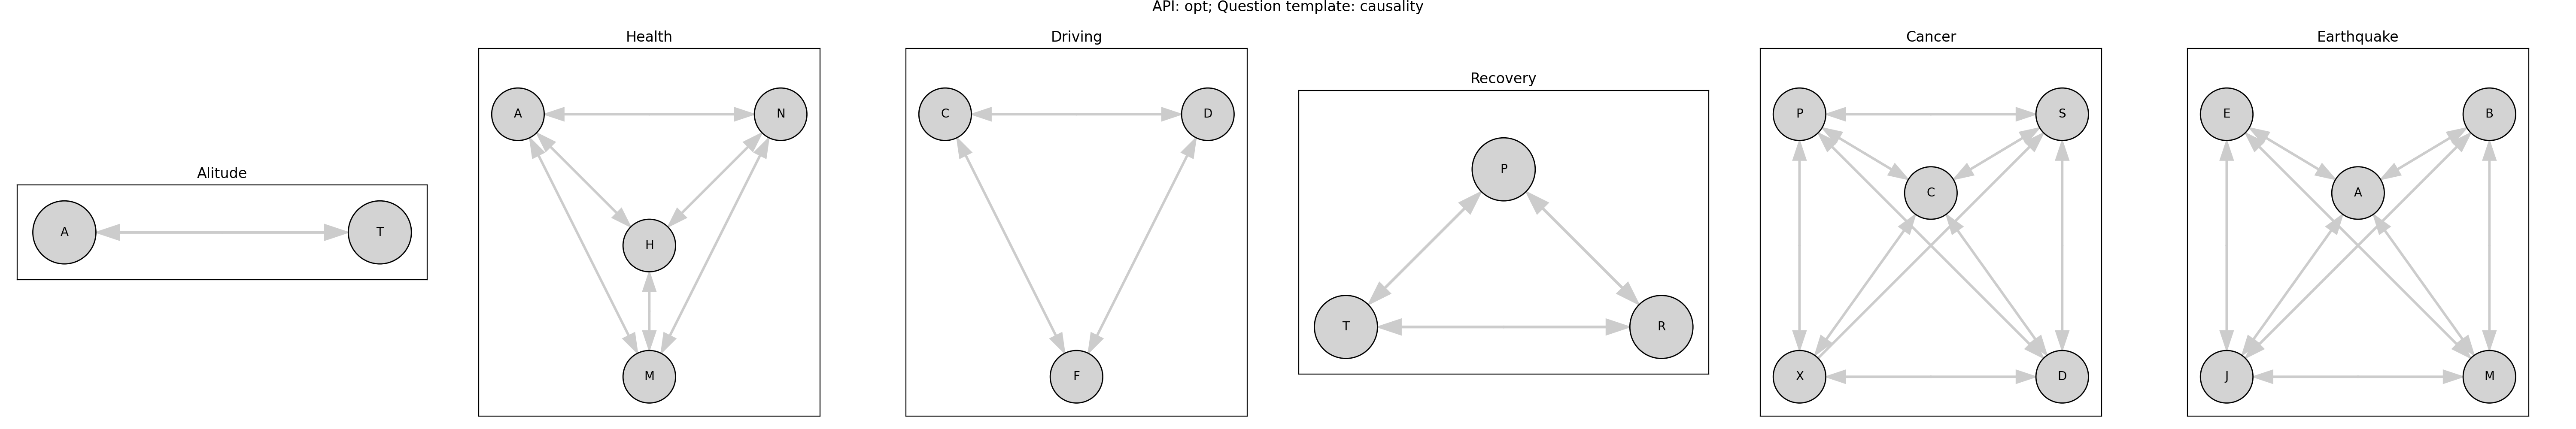 API: opt; Question template: causality
Alitude
A
T
Health
A
N
H
M
Driving
C
D
F
Recovery
P
T
R
Cancer
P
S
C
X
D
Earthquake
E
B
A
J
M